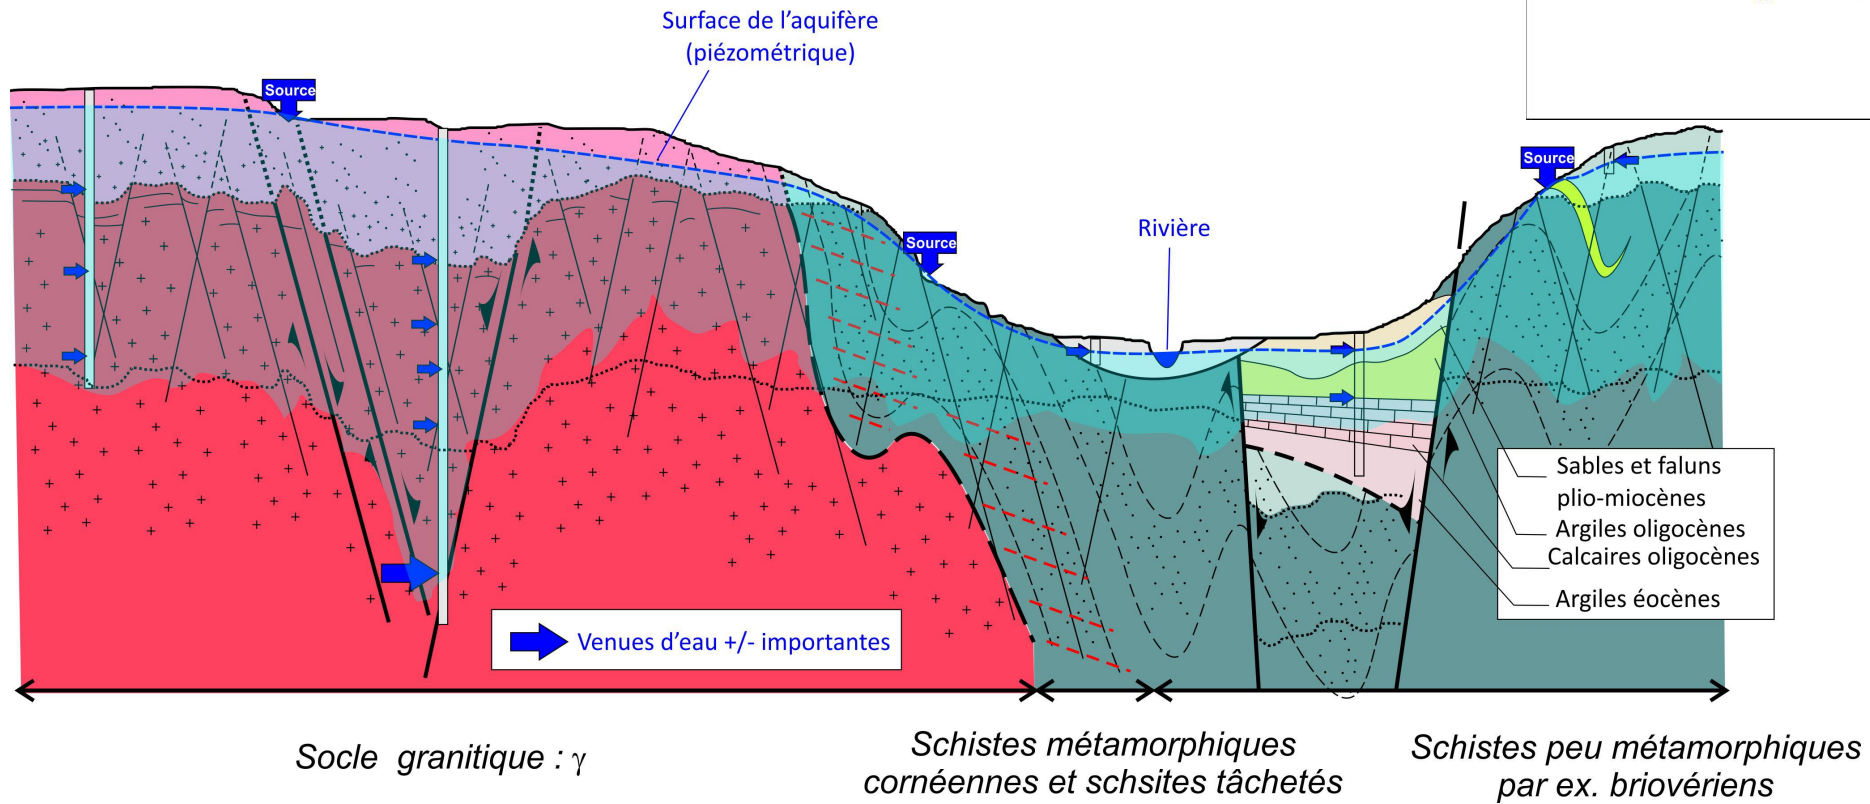 Surface de l’aquifère
(piézométrique)
Source
Source
Rivière
Source
Sables et faluns
plio-miocènes
Argiles oligocènes
Calcaires oligocènes
Argiles éocènes
Venues d’eau +/- importantes
Socle granitique : γ
Schistes métamorphiques
cornéennes et schsites tâchetés
Schistes peu métamorphiques
par ex. briovériens